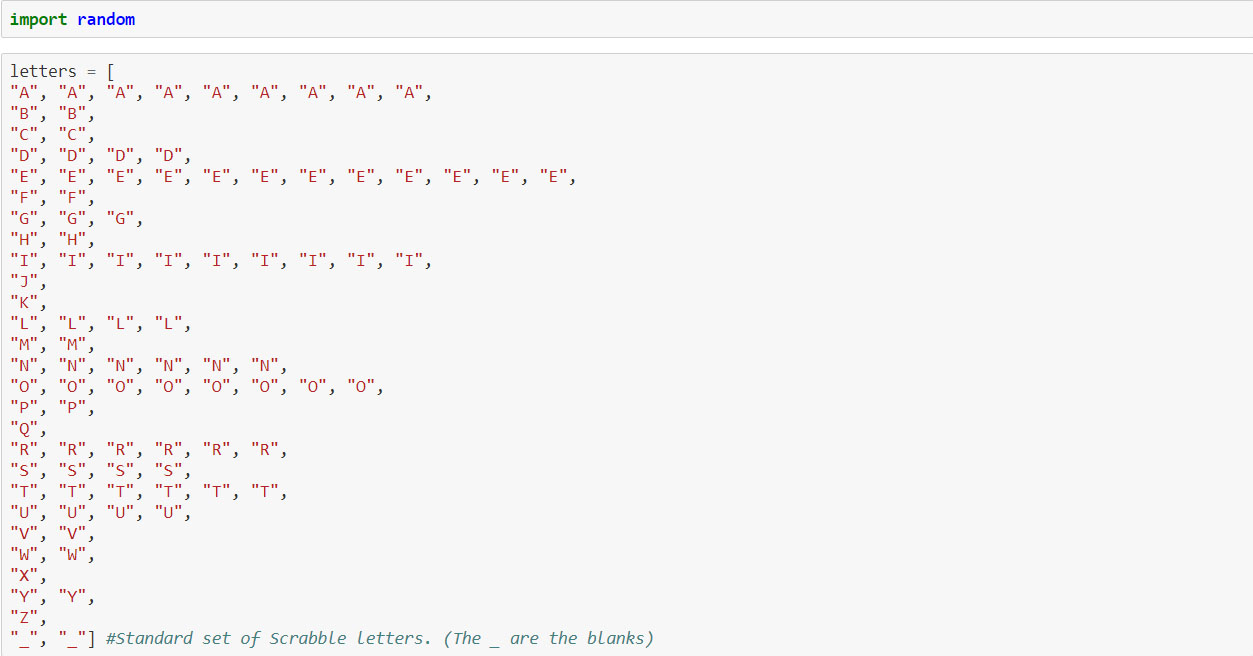 import random
letters = [
"A", "A", "A", "A", "A", "A", "A", "A", "A",
"B", "B",
"C", "C",
"D", "D", "D", "D",
"E", "E", "E", "E", "E", "E", "E", "E", "E", "E", "E", "E",
"F", "F",
"G", "G", "G",
"H", "H",
"I", "I", "I", "I", "I", "I", "I", "I", "I",
"J",
"K",
"L", "L", "L", "L",
"M", "M",
"N", "N", "N", "N", "N", "N",
"O", "O", "O", "O", "O", "O", "O", "O",
"P", "P",
"Q",
"R", "R", "R", "R", "R", "R",
"S", "S", "S", "S",
"T", "T", "T", "T", "T", "T",
"U", "U", "U", "U",
"V", "V",
"W", "W",
"X",
"Y", "Y",
"Z",
"_", "_"] #Standard set of Scrabble letters. (The _ are the blanks)